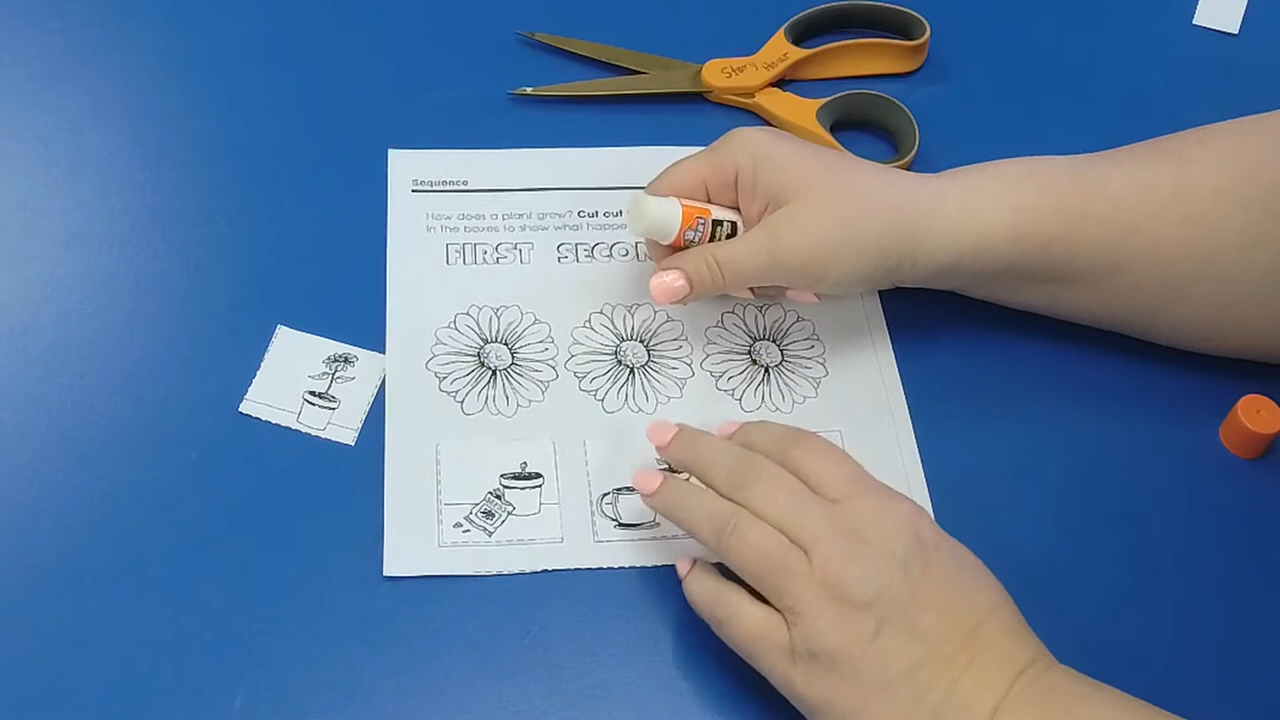 Story Hour
Sequence
How does a plant grow? Cut out
in the boxes to show what happe
FIRST SECON